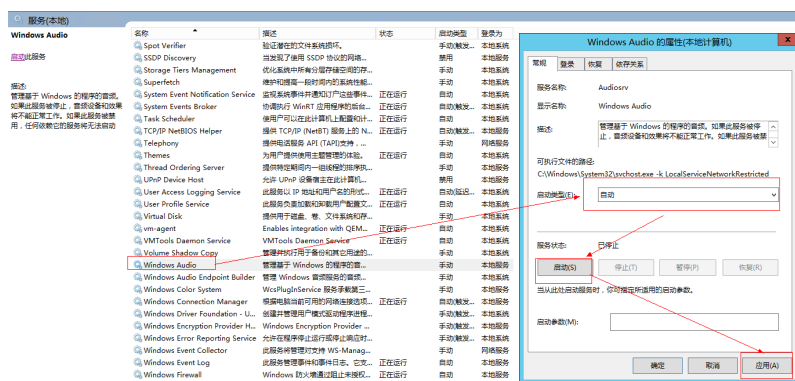 服务(本地)
Windows Audio
启动此服务
描述:
管理基于 Windows 的程序的音频。
如果此服务被停止，音频设备和效果
将不能正常工作。如果此服务被禁
用，任何依赖它的服务将无法启动
名称 描述 状态 启动类型 登录为
Spot Verifier 验证潜在的文件系统损坏。 手动(触发... 本地系统
SSDP Discovery 当发现了使用 SSDP 协议的网络... 禁用 本地服务
Storage Tiers Management 优化系统中所有分层存储空间的存... 手动 本地系统
Superfetch 维护和提高一段时间内的系统性能... 手动 本地系统
System Event Notification Service 监视系统事件并通知订户这些事件... 正在运行 自动 本地系统
System Events Broker 协调执行 WinRT 应用程序的后台... 正在运行 自动(触发... 本地系统
Task Scheduler 使用户可以在此计算机上配置和计... 正在运行 自动 本地系统
TCP/IP NetBIOS Helper 提供 TCP/IP (NetBT) 服务上的 N... 正在运行 自动(触发... 本地服务
Telephony 提供电话服务 API (TAPI)支持，... 手动 网络服务
Themes 为用户提供使用主题管理的体验。 正在运行 自动 本地系统
Thread Ordering Server 提供特定期间内一组线程的排序执... 手动 本地服务
UPnP Device Host 允许 UPnP 设备宿主在此计算机... 禁用 本地服务
User Access Logging Service 此服务以 IP 地址和用户名的形式... 正在运行 自动(延迟... 本地系统
User Profile Service 此服务负责加载和卸载用户配置文... 正在运行 自动 本地系统
Virtual Disk 提供用于磁盘、卷、文件系统和存... 手动 本地系统
vm-agent Enables integration with QEM... 正在运行 自动 本地系统
VMTools Daemon Service VMTools Daemon Service 正在运行 自动 本地系统
Volume Shadow Copy 管理并执行用于备份和其它用途的... 手动 本地系统
Windows Audio 管理基于 Windows 的程序的音... 手动 本地服务
Windows Audio Endpoint Builder 管理 Windows 音频服务的音频... 手动 本地系统
Windows Color System WcsPlugInService 服务承载第三... 手动 本地服务
Windows Connection Manager 根据电脑当前可用的网络连接选项... 正在运行 自动(触发... 本地服务
Windows Driver Foundation - U... 创建并管理用户模式驱动程序进程... 手动(触发... 本地系统
Windows Encryption Provider H... Windows Encryption Provider ... 手动(触发... 本地服务
Windows Error Reporting Service 允许在程序停止运行或停止响应时... 手动(触发... 本地系统
Windows Event Collector 此服务将管理对支持 WS-Manag... 手动 网络服务
Windows Event Log 此服务管理事件和事件日志。它支... 正在运行 自动 本地服务
Windows Firewall Windows 防火墙通过阻止未授权... 正在运行 自动 本地服务
Windows Audio 的属性(本地计算机)
x
常规 登录 恢复 依存关系
服务名称: Audiosrv
显示名称: Windows Audio
描述: 管理基于 Windows 的程序的音频。如果此服务被停
止，音频设备和效果将不能正常工作。如果此服务被禁
可执行文件的路径:
C:\Windows\System32\svchost.exe -k LocalServiceNetworkRestricted
启动类型(E): 自动
服务状态: 已停止
启动(S) 停止(T) 暂停(P) 恢复(R)
当从此处启动服务时，你可指定所适用的启动参数。
启动参数(M):
确定 取消 应用(A)